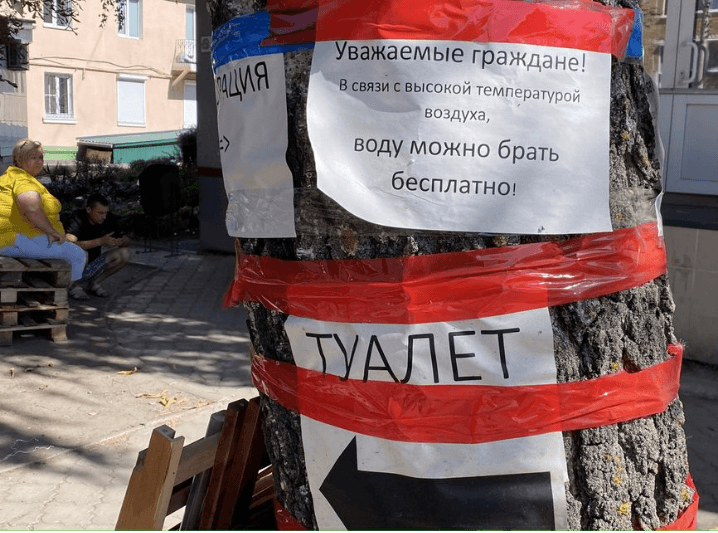 Уважаемые граждане!
В связи с высокой температурой
воздуха,
воду можно брать
бесплатно!
ТУАЛЕТ